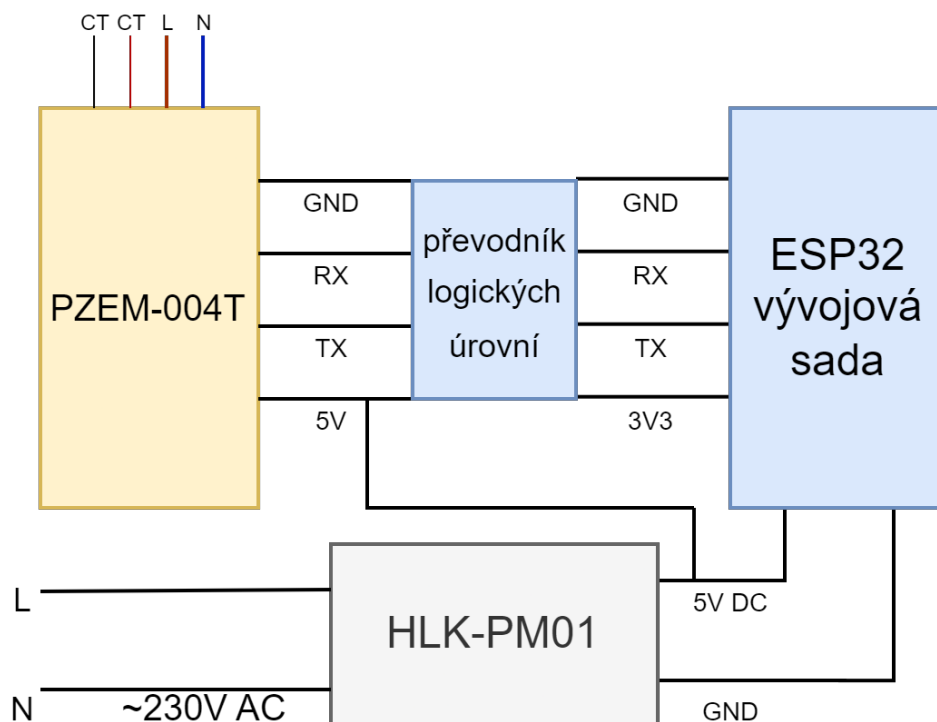 CT CT L N
GND
GND
převodník
logických
úrovní
RX
RX
PZEM-004T
ESP32
vývojová
sada
TX
TX
5V
3V3
L
5V DC
HLK-PM01
N
~230V AC
GND